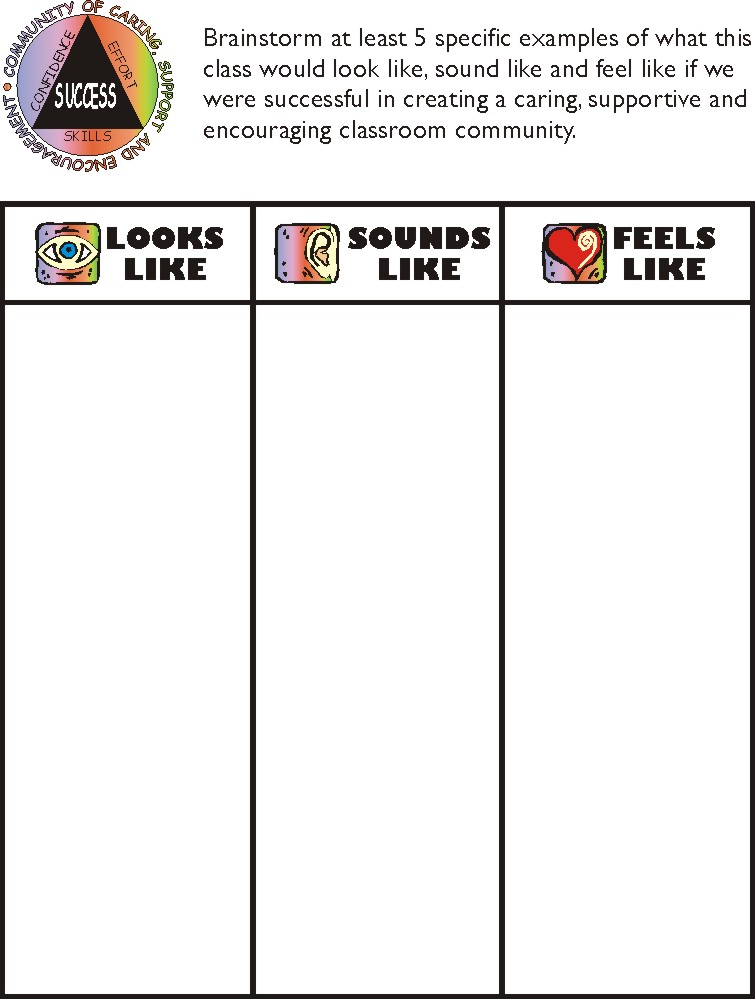 COMMUNITY OF CARING, SUPPORT AND ENCOURAGEMENT •
CONFIDENCE
EFFORT
SUCCESS
SKILLS
Brainstorm at least 5 specific examples of what this
class would look like, sound like and feel like if we
were successful in creating a caring, supportive and
encouraging classroom community.
LOOKS
LIKE
SOUNDS
LIKE
FEELS
LIKE